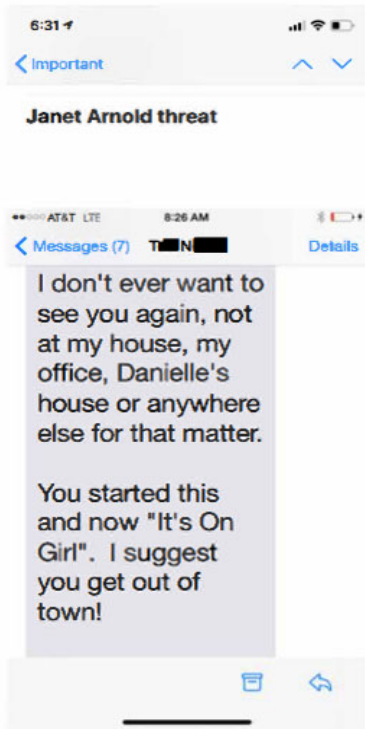 6:31
Important
Janet Arnold threat
AT&T LTE 8:26 AM
Messages (7) T N Details
I don't ever want to
see you again, not
at my house, my
office, Danielle's
house or anywhere
else for that matter.
You started this
and now "It's On
Girl". I suggest
you get out of
town!